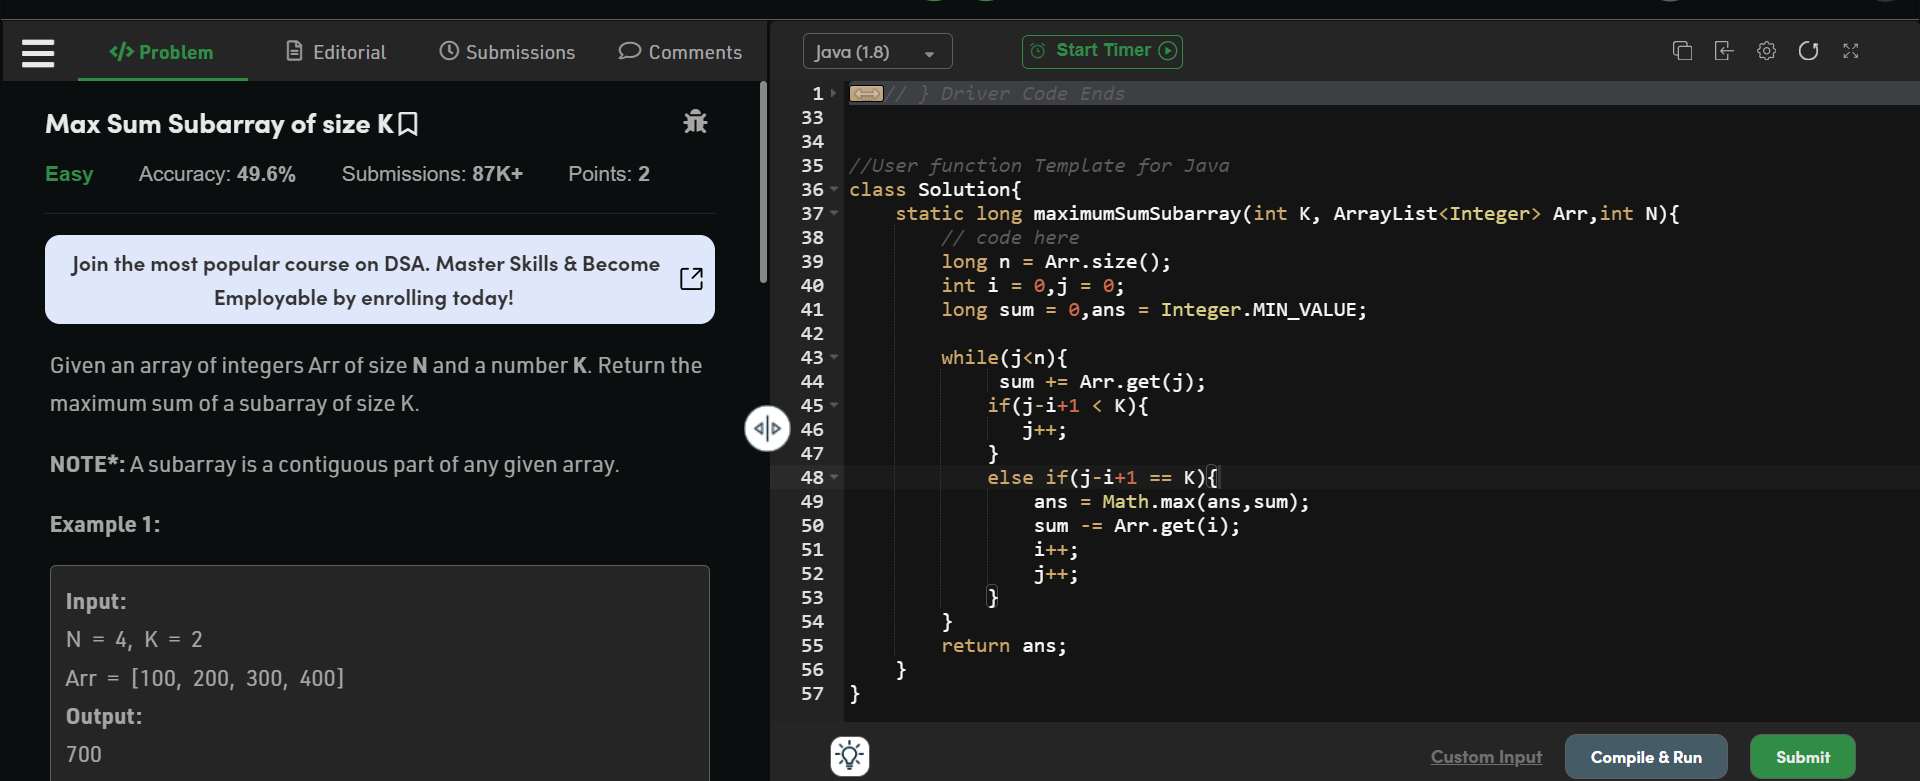 Problem
Editorial
Submissions
Comments
Max Sum Subarray of size K
Easy Accuracy: 49.6% Submissions: 87K+ Points: 2
Join the most popular course on DSA. Master Skills & Become
Employable by enrolling today!
Given an array of integers Arr of size N and a number K. Return the
maximum sum of a subarray of size K.
NOTE*: A subarray is a contiguous part of any given array.
Example 1:
Input:
N = 4, K = 2
Arr = [100, 200, 300, 400]
Output:
700
Java (1.8)
Start Timer
1 // } Driver Code Ends
33
34
35 //User function Template for Java
36 class Solution{
37 static long maximumSumSubarray(int K, ArrayList<Integer> Arr,int N){
38 // code here
39 long n = Arr.size();
40 int i = 0,j = 0;
41 long sum = 0,ans = Integer.MIN_VALUE;
42
43 while(j<n){
44 sum += Arr.get(j);
45 if(j-i+1 < K){
46 j++;
47 }
48 else if(j-i+1 == K){
49 ans = Math.max(ans,sum);
50 sum -= Arr.get(i);
51 i++;
52 j++;
53 }
54 }
55 return ans;
56 }
57 }
Custom Input
Compile & Run
Submit